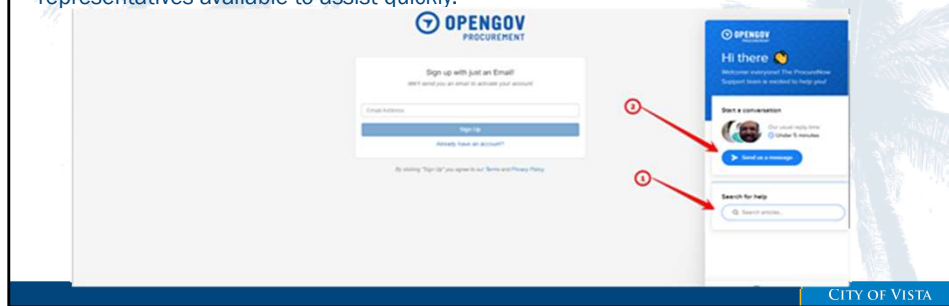 representatives available to assist quickly.
OPENGOV
PROCUREMENT
Sign up with just an Email!
We'll send you an email to activate your account
Email Address
Sign Up
Already have an account?
By clicking "Sign Up" you agree to our Terms and Privacy Policy.
OPENGOV
PROCUREMENT
Hi there
Welcome everyone! The ProcureNow
Support team is excited to help you!
Start a conversation
Our usual reply time
Under 5 minutes
2
Send us a message
1
Search for help
Search articles...
CITY OF VISTA